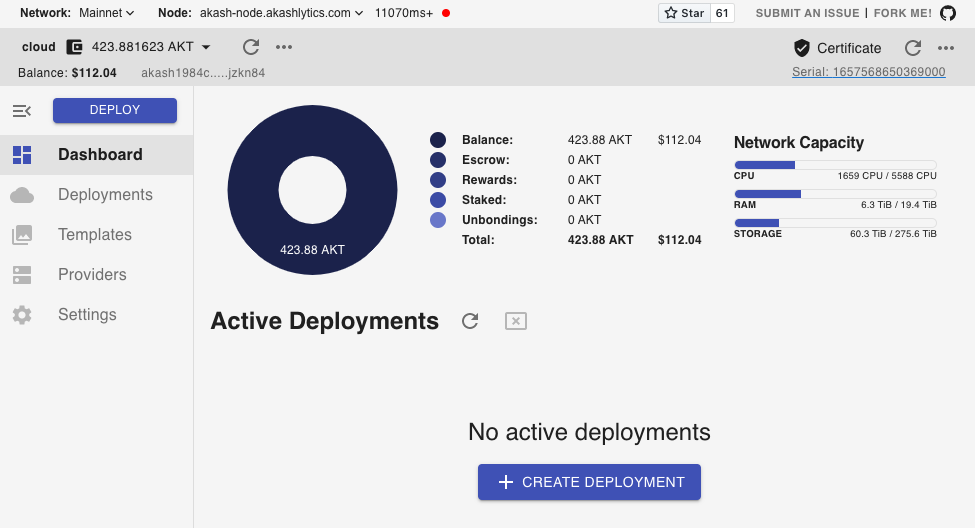 Network: Mainnet Node: akash-node.akashlytics.com 11070ms+ Star 61 SUBMIT AN ISSUE | FORK ME!
cloud 423.881623 AKT Certificate
Balance: $112.04 akash1984c.....jzkn84 Serial: 1657568650369000
DEPLOY
Dashboard
Deployments
Templates
Providers
Settings
423.88 AKT
Balance: 423.88 AKT $112.04
Escrow: 0 AKT
Rewards: 0 AKT
Staked: 0 AKT
Unbondings: 0 AKT
Total: 423.88 AKT $112.04
Network Capacity
CPU 1659 CPU / 5588 CPU
RAM 6.3 TiB / 19.4 TiB
STORAGE 60.3 TiB / 275.6 TiB
Active Deployments
No active deployments
CREATE DEPLOYMENT